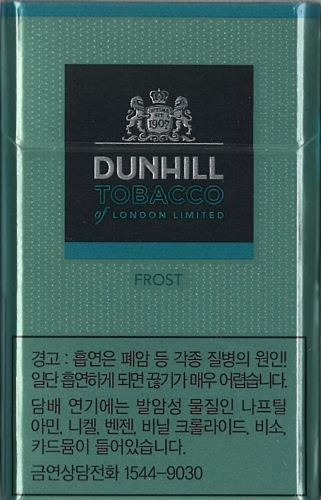 1907
DUNHILL
TOBACCO
of LONDON LIMITED
FROST
경고 : 흡연은 폐암 등 각종 질병의 원인!
일단 흡연하게 되면 끊기가 매우 어렵습니다.
담배 연기에는 발암성 물질인 나프틸
아민, 니켈, 벤젠, 비닐 크롤라이드, 비소,
카드뮴이 들어있습니다.
금연상담전화 1544-9030